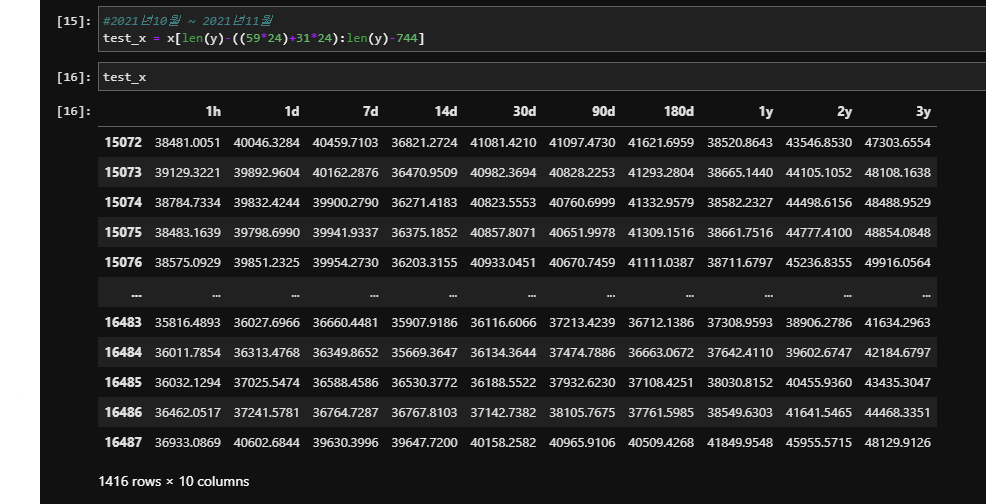 [15]: #2021년10월 ~ 2021년11월
test_x = x[len(y)-((59*24)+31*24):len(y)-744]
[16]: test_x
[16]: 1h 1d 7d 14d 30d 90d 180d 1y 2y 3y
15072 38481.0051 40046.3284 40459.7103 36821.2724 41081.4210 41097.4730 41621.6959 38520.8643 43546.8530 47303.6554
15073 39129.3221 39892.9604 40162.2876 36470.9509 40982.3694 40828.2253 41293.2804 38665.1440 44105.1052 48108.1638
15074 38784.7334 39832.4244 39900.2790 36271.4183 40823.5553 40760.6999 41332.9579 38582.2327 44498.6156 48488.9529
15075 38483.1639 39798.6990 39941.9337 36375.1852 40857.8071 40651.9978 41309.1516 38661.7516 44777.4100 48854.0848
15076 38575.0929 39851.2325 39954.2730 36203.3155 40933.0451 40670.7459 41111.0387 38711.6797 45236.8355 49916.0564
... ... ... ... ... ... ... ... ... ... ...
16483 35816.4893 36027.6966 36660.4481 35907.9186 36116.6066 37213.4239 36712.1386 37308.9593 38906.2786 41634.2963
16484 36011.7854 36313.4768 36349.8652 35669.3647 36134.3644 37474.7886 36663.0672 37642.4110 39602.6747 42184.6797
16485 36032.1294 37025.5474 36588.4586 36530.3772 36188.5522 37932.6230 37108.4251 38030.8152 40455.9360 43435.3047
16486 36462.0517 37241.5781 36764.7287 36767.8103 37142.7382 38105.7675 37761.5985 38549.6303 41641.5465 44468.3351
16487 36933.0869 40602.6844 39630.3996 39647.7200 40158.2582 40965.9106 40509.4268 41849.9548 45955.5715 48129.9126
1416 rows × 10 columns